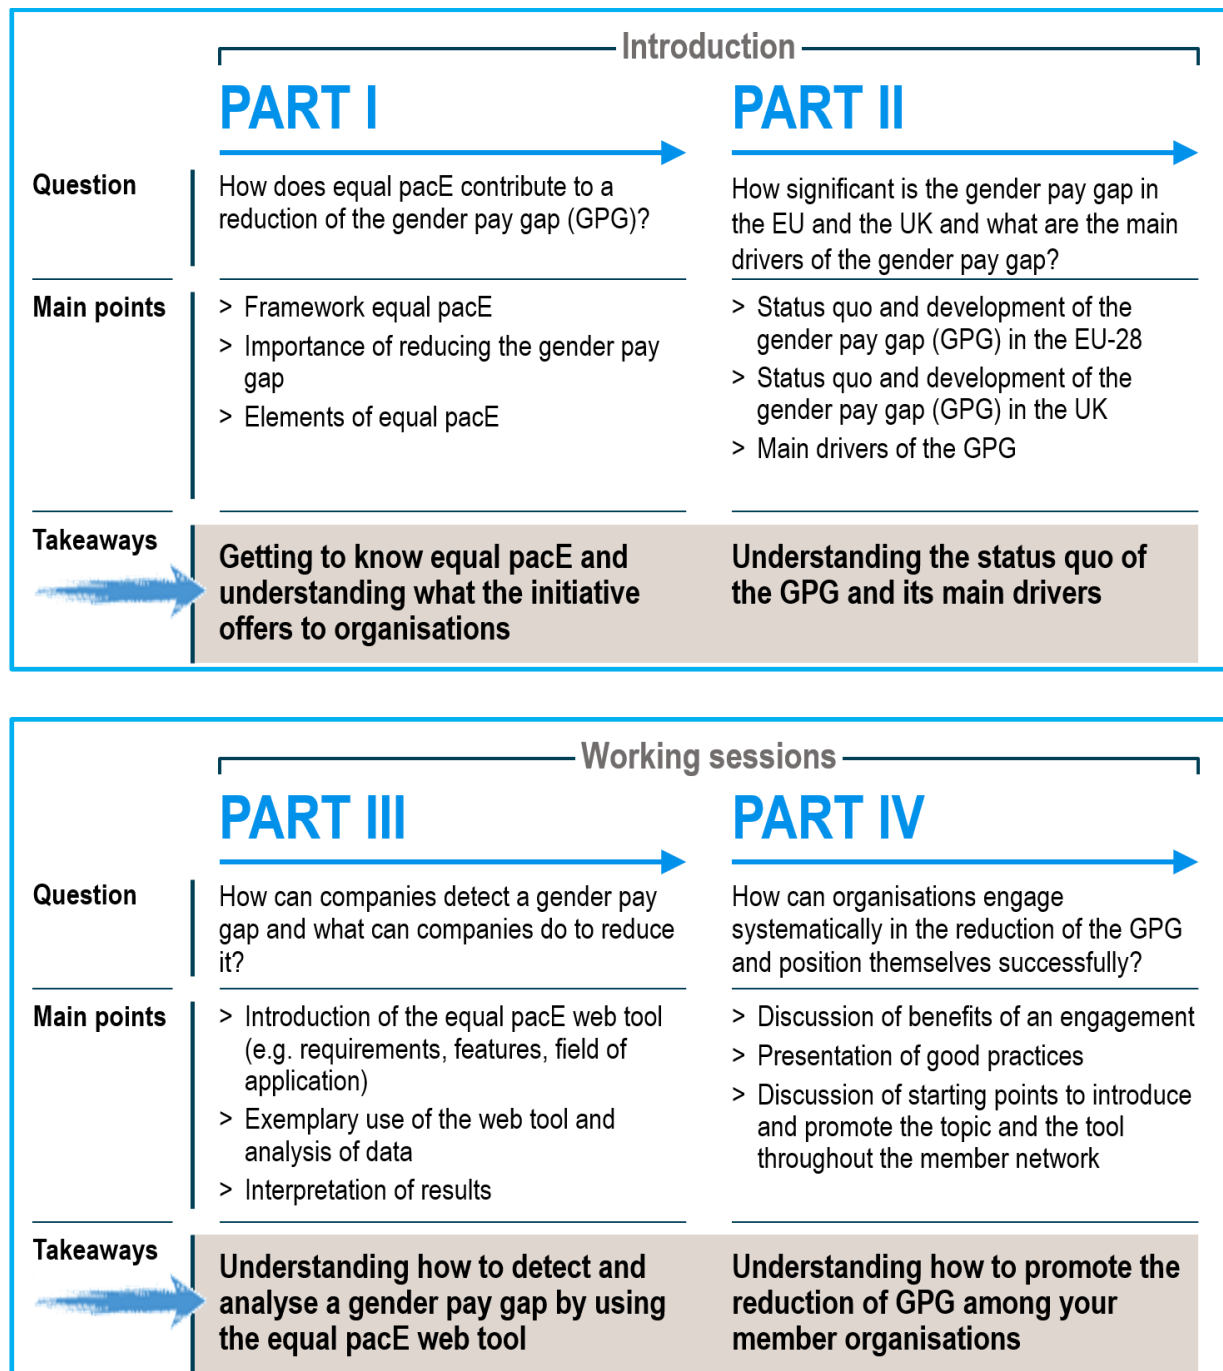 Introduction
PART I
PART II
Question
How does equal pacE contribute to a
reduction of the gender pay gap (GPG)?
How significant is the gender pay gap in
the EU and the UK and what are the main
drivers of the gender pay gap?
Main points
> Framework equal pacE
> Importance of reducing the gender pay
gap
> Elements of equal pacE
> Status quo and development of the
gender pay gap (GPG) in the EU-28
> Status quo and development of the
gender pay gap (GPG) in the UK
> Main drivers of the GPG
Takeaways
Getting to know equal pacE and
understanding what the initiative
offers to organisations
Understanding the status quo of
the GPG and its main drivers
Working sessions
PART III
PART IV
Question
How can companies detect a gender pay
gap and what can companies do to reduce
it?
How can organisations engage
systematically in the reduction of the GPG
and position themselves successfully?
Main points
> Introduction of the equal pacE web tool
(e.g. requirements, features, field of
application)
> Exemplary use of the web tool and
analysis of data
> Interpretation of results
> Discussion of benefits of an engagement
> Presentation of good practices
> Discussion of starting points to introduce
and promote the topic and the tool
throughout the member network
Takeaways
Understanding how to detect and
analyse a gender pay gap by using
the equal pacE web tool
Understanding how to promote the
reduction of GPG among your
member organisations